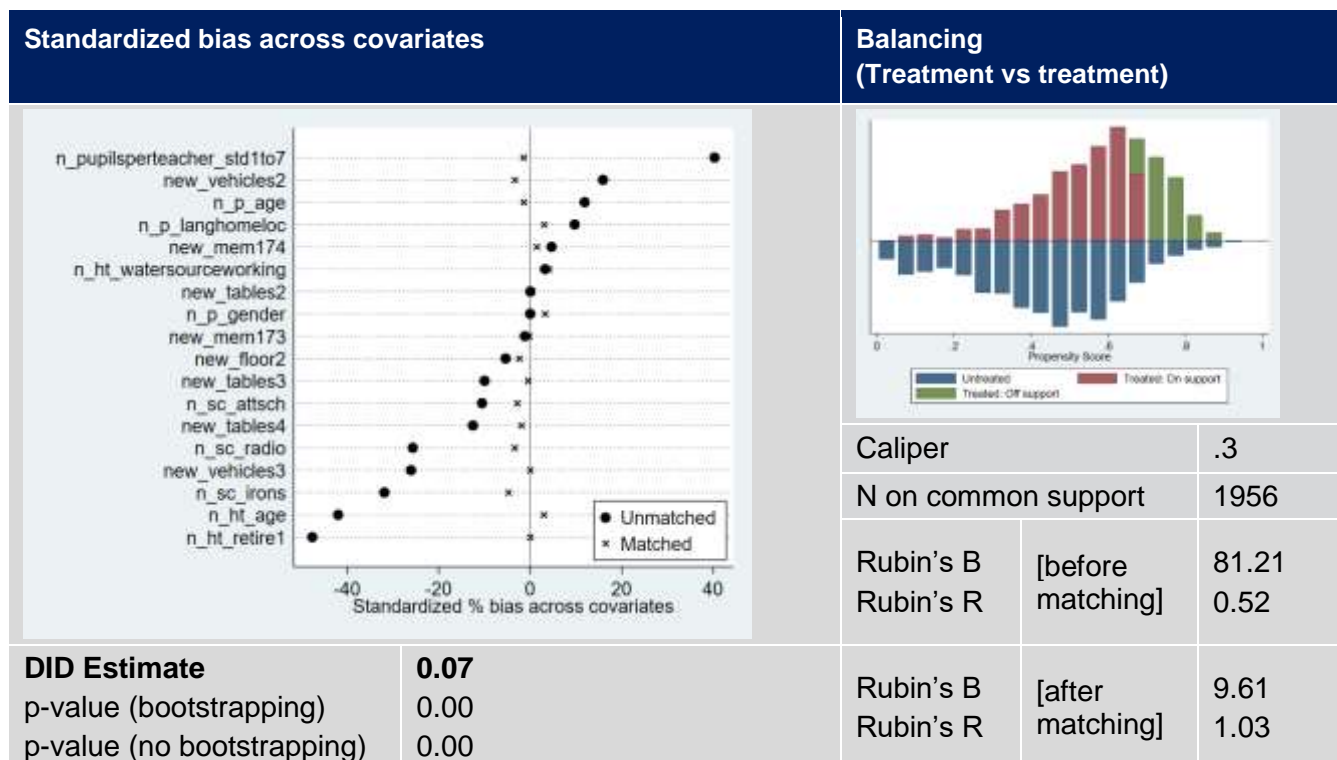 Standardized bias across covariates
Balancing
(Treatment vs treatment)
n_pupilsperteacher_std1to7
new_vehicles2
n_p_age
n_p_langhomeloc
new_mem174
n_ht_watersourceworking
new_tables2
n_p_gender
new_mem173
new_floor2
new_tables3
n_sc_attsch
new_tables4
n_sc_radio
new_vehicles3
n_sc_irons
n_ht_age
n_ht_retire1
Unmatched
Matched
-40 -20 0 20 40
Standardized % bias across covariates
0 .2 .4 .6 .8 1
Propensity Score
Untreated Treated: On support
Treated: Off support
Caliper .3
N on common support 1956
Rubin's B [before 81.21
Rubin's R matching] 0.52
DID Estimate 0.07
p-value (bootstrapping) 0.00
p-value (no bootstrapping) 0.00
Rubin's B [after 9.61
Rubin's R matching] 1.03